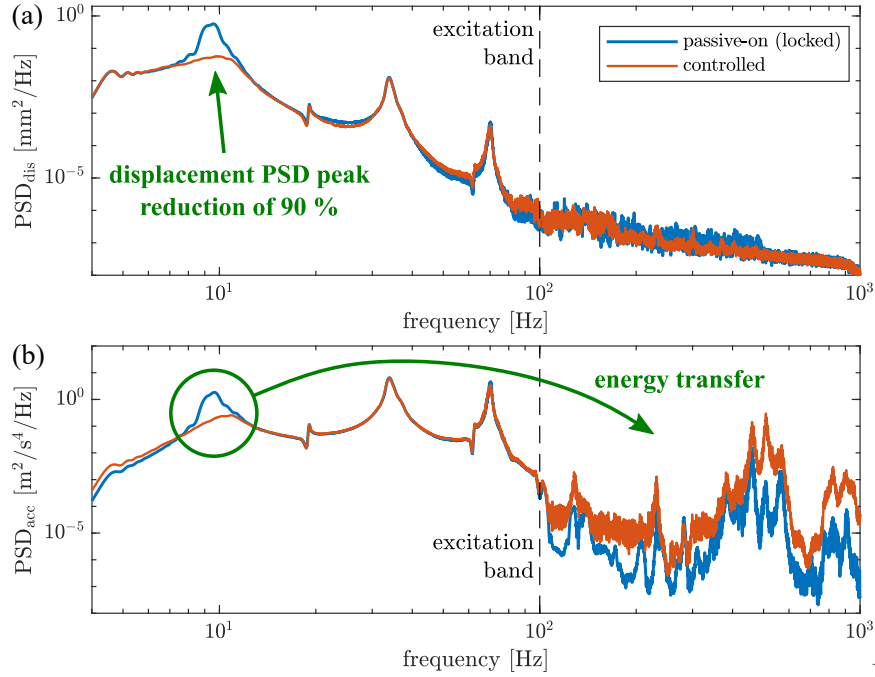 (a)
10^0
10^-5
PSD_dis [mm^2/Hz]
excitation
band
passive-on (locked)
controlled
displacement PSD peak
reduction of 90 %
10^1
10^2
10^3
frequency [Hz]
(b)
10^0
10^-5
PSD_acc [m^2/s^4/Hz]
energy transfer
excitation
band
10^1
10^2
10^3
frequency [Hz]